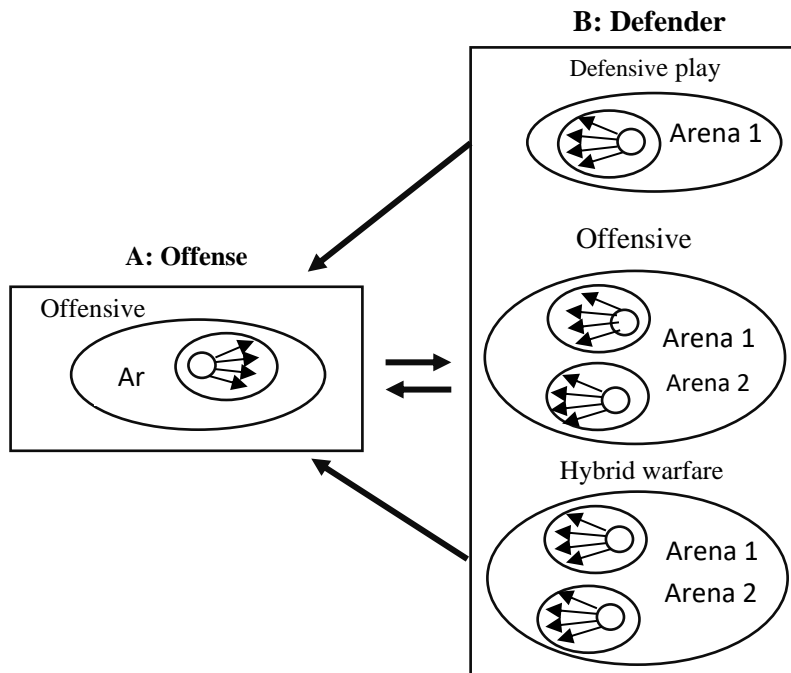 B: Defender
Defensive play
Arena 1
A: Offense
Offensive
Ar
Offensive
Arena 1
Arena 2
Hybrid warfare
Arena 1
Arena 2